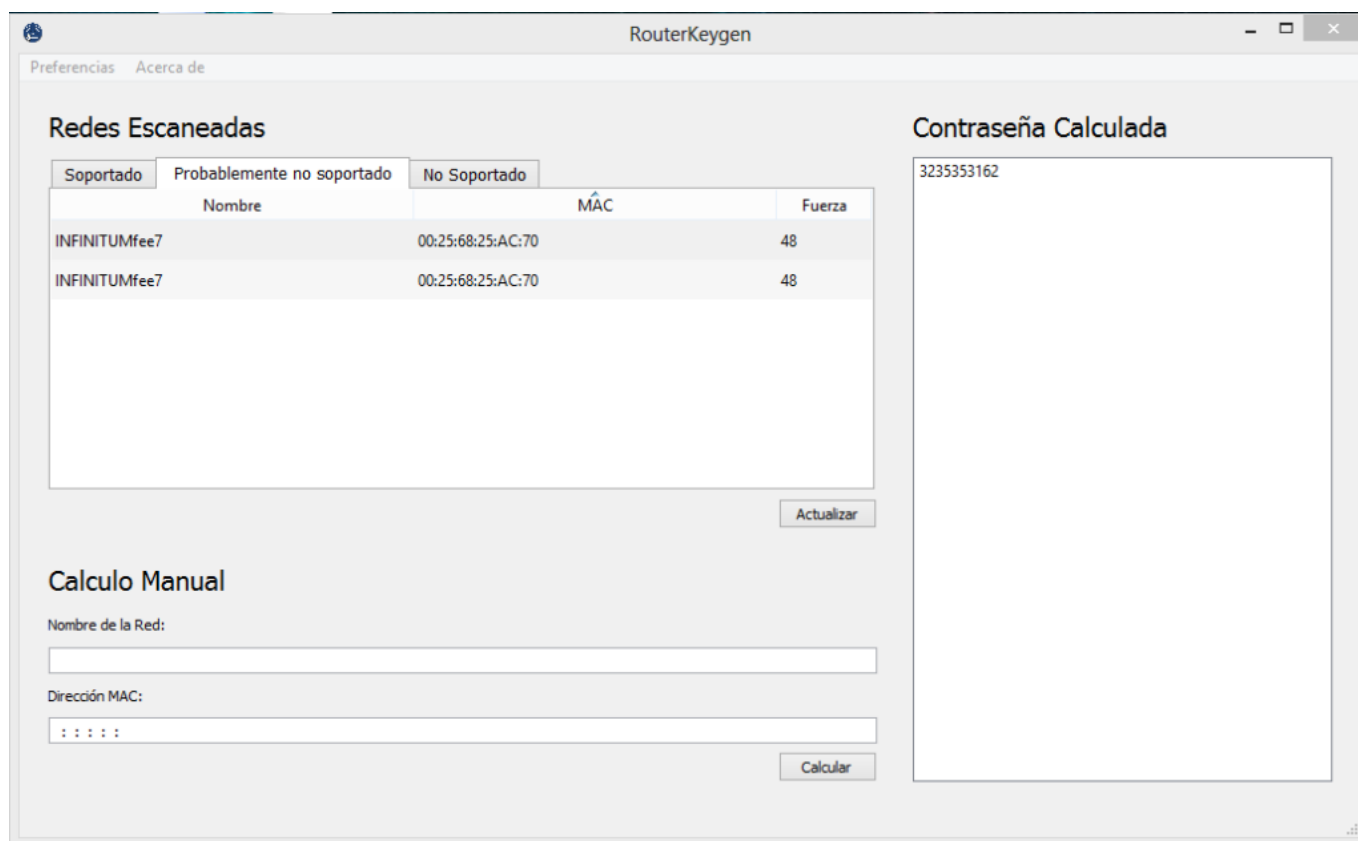 RouterKeygen
Preferencias Acerca de
Redes Escaneadas
Soportado Probablemente no soportado No Soportado
Nombre MAC Fuerza
INFINITUMfee7 00:25:68:25:AC:70 48
INFINITUMfee7 00:25:68:25:AC:70 48
Actualizar
Calculo Manual
Nombre de la Red:
Dirección MAC:
: : : : :
Calcular
Contraseña Calculada
3235353162